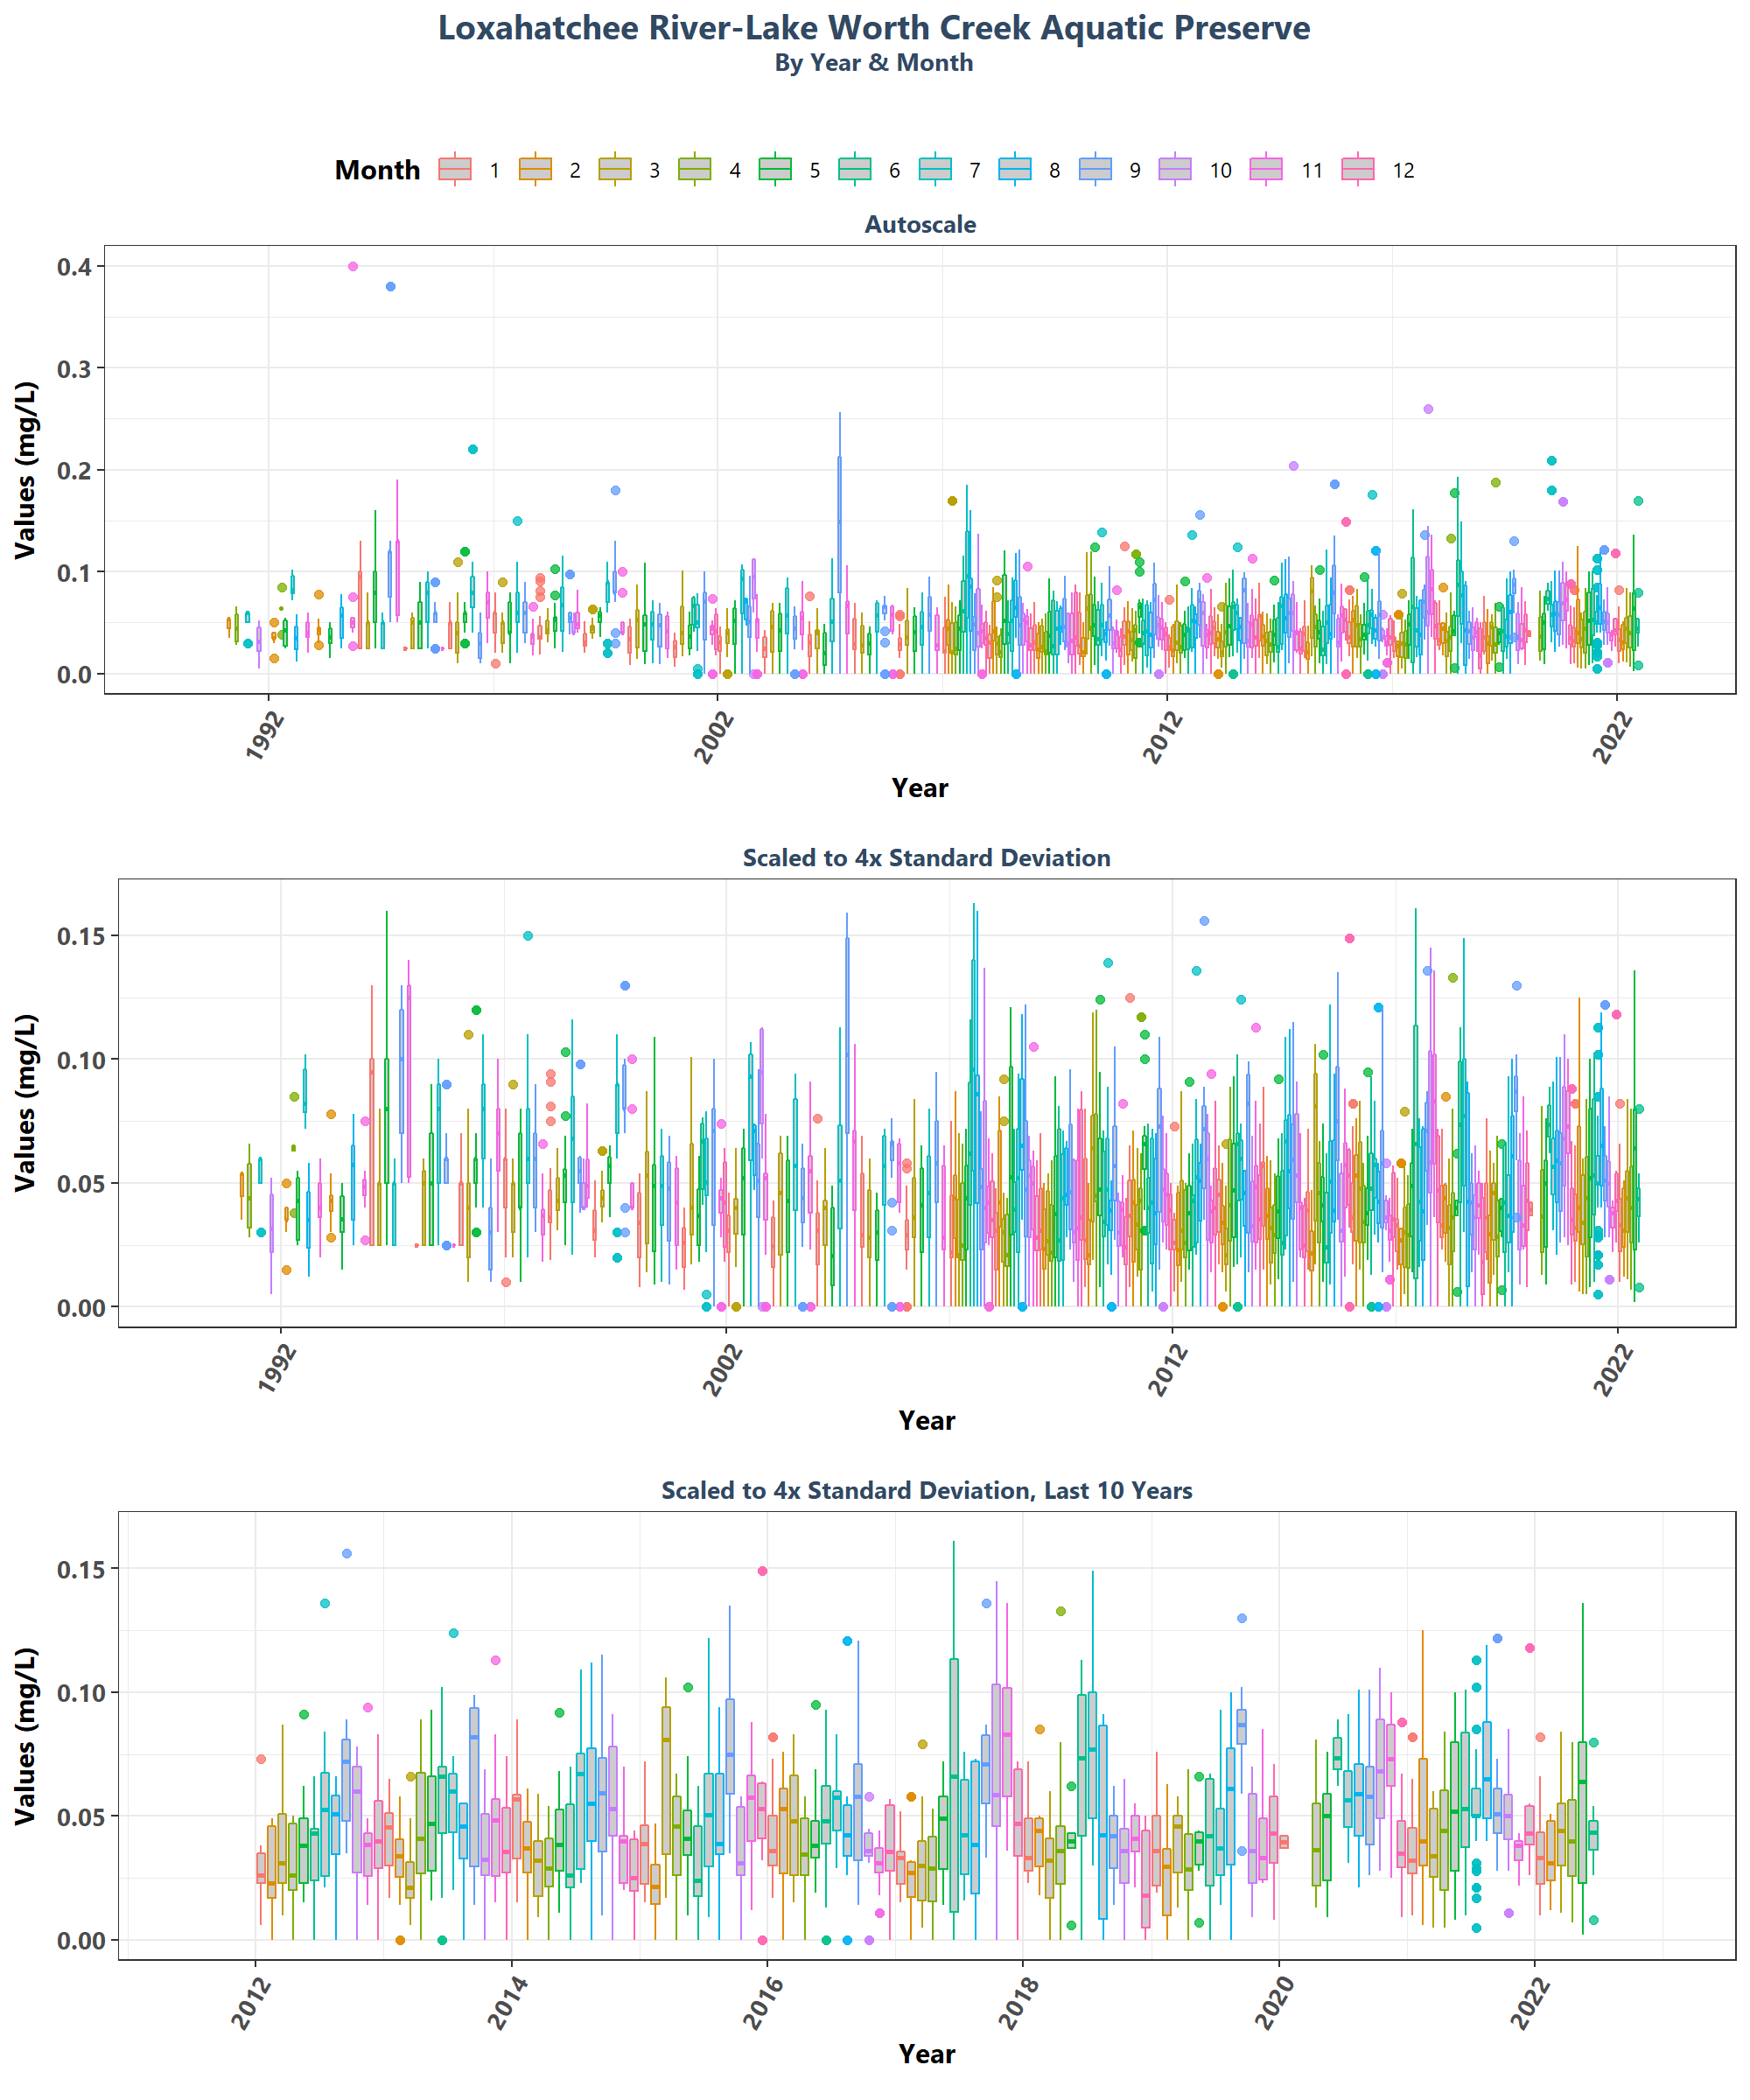 Loxahatchee River-Lake Worth Creek Aquatic Preserve
By Year & Month
Month 1 2 3 4 5 6 7 8 9 10 11 12
Autoscale
Values (mg/L)
0.4
0.3
0.2
0.1
0.0
1992 2002 2012 2022
Year
Scaled to 4x Standard Deviation
Values (mg/L)
0.15
0.10
0.05
0.00
1992 2002 2012 2022
Year
Scaled to 4x Standard Deviation, Last 10 Years
Values (mg/L)
0.15
0.10
0.05
0.00
2012 2014 2016 2018 2020 2022
Year